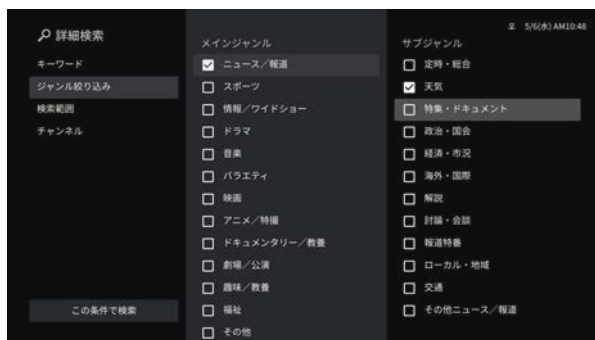 5/6(水) AM10:48
詳細検索
キーワード
ジャンル絞り込み
検索範囲
チャンネル
この条件で検索
メインジャンル
ニュース／報道
スポーツ
情報／ワイドショー
ドラマ
音楽
バラエティ
映画
アニメ／特撮
ドキュメンタリー／教養
劇場／公演
趣味／教養
福祉
その他
サブジャンル
定時・総合
天気
特集・ドキュメント
政治・国会
経済・市況
海外・国際
解説
討論・会談
報道特番
ローカル・地域
交通
その他ニュース／報道